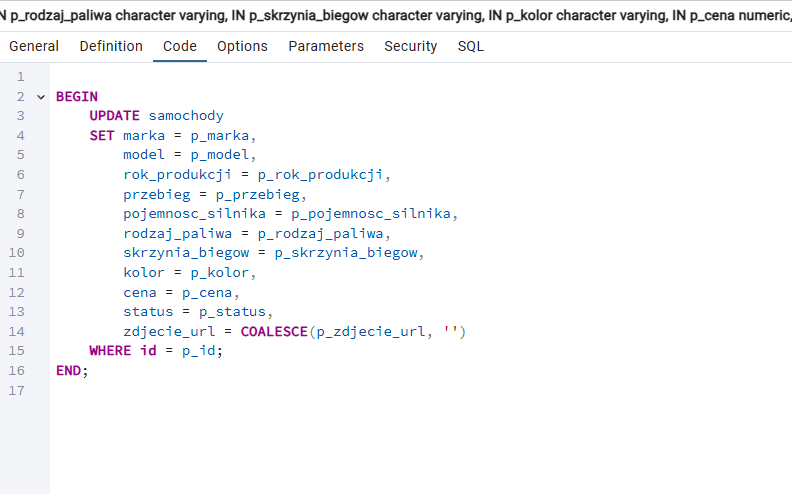 N p_rodzaj_paliwa character varying, IN p_skrzynia_biegow character varying, IN p_kolor character varying, IN p_cena numeric,
General Definition Code Options Parameters Security SQL
1
2 BEGIN
3 UPDATE samochody
4 SET marka = p_marka,
5 model = p_model,
6 rok_produkcji = p_rok_produkcji,
7 przebieg = p_przebieg,
8 pojemnosc_silnika = p_pojemnosc_silnika,
9 rodzaj_paliwa = p_rodzaj_paliwa,
10 skrzynia_biegow = p_skrzynia_biegow,
11 kolor = p_kolor,
12 cena = p_cena,
13 status = p_status,
14 zdjecie_url = COALESCE(p_zdjecie_url, '')
15 WHERE id = p_id;
16 END;
17